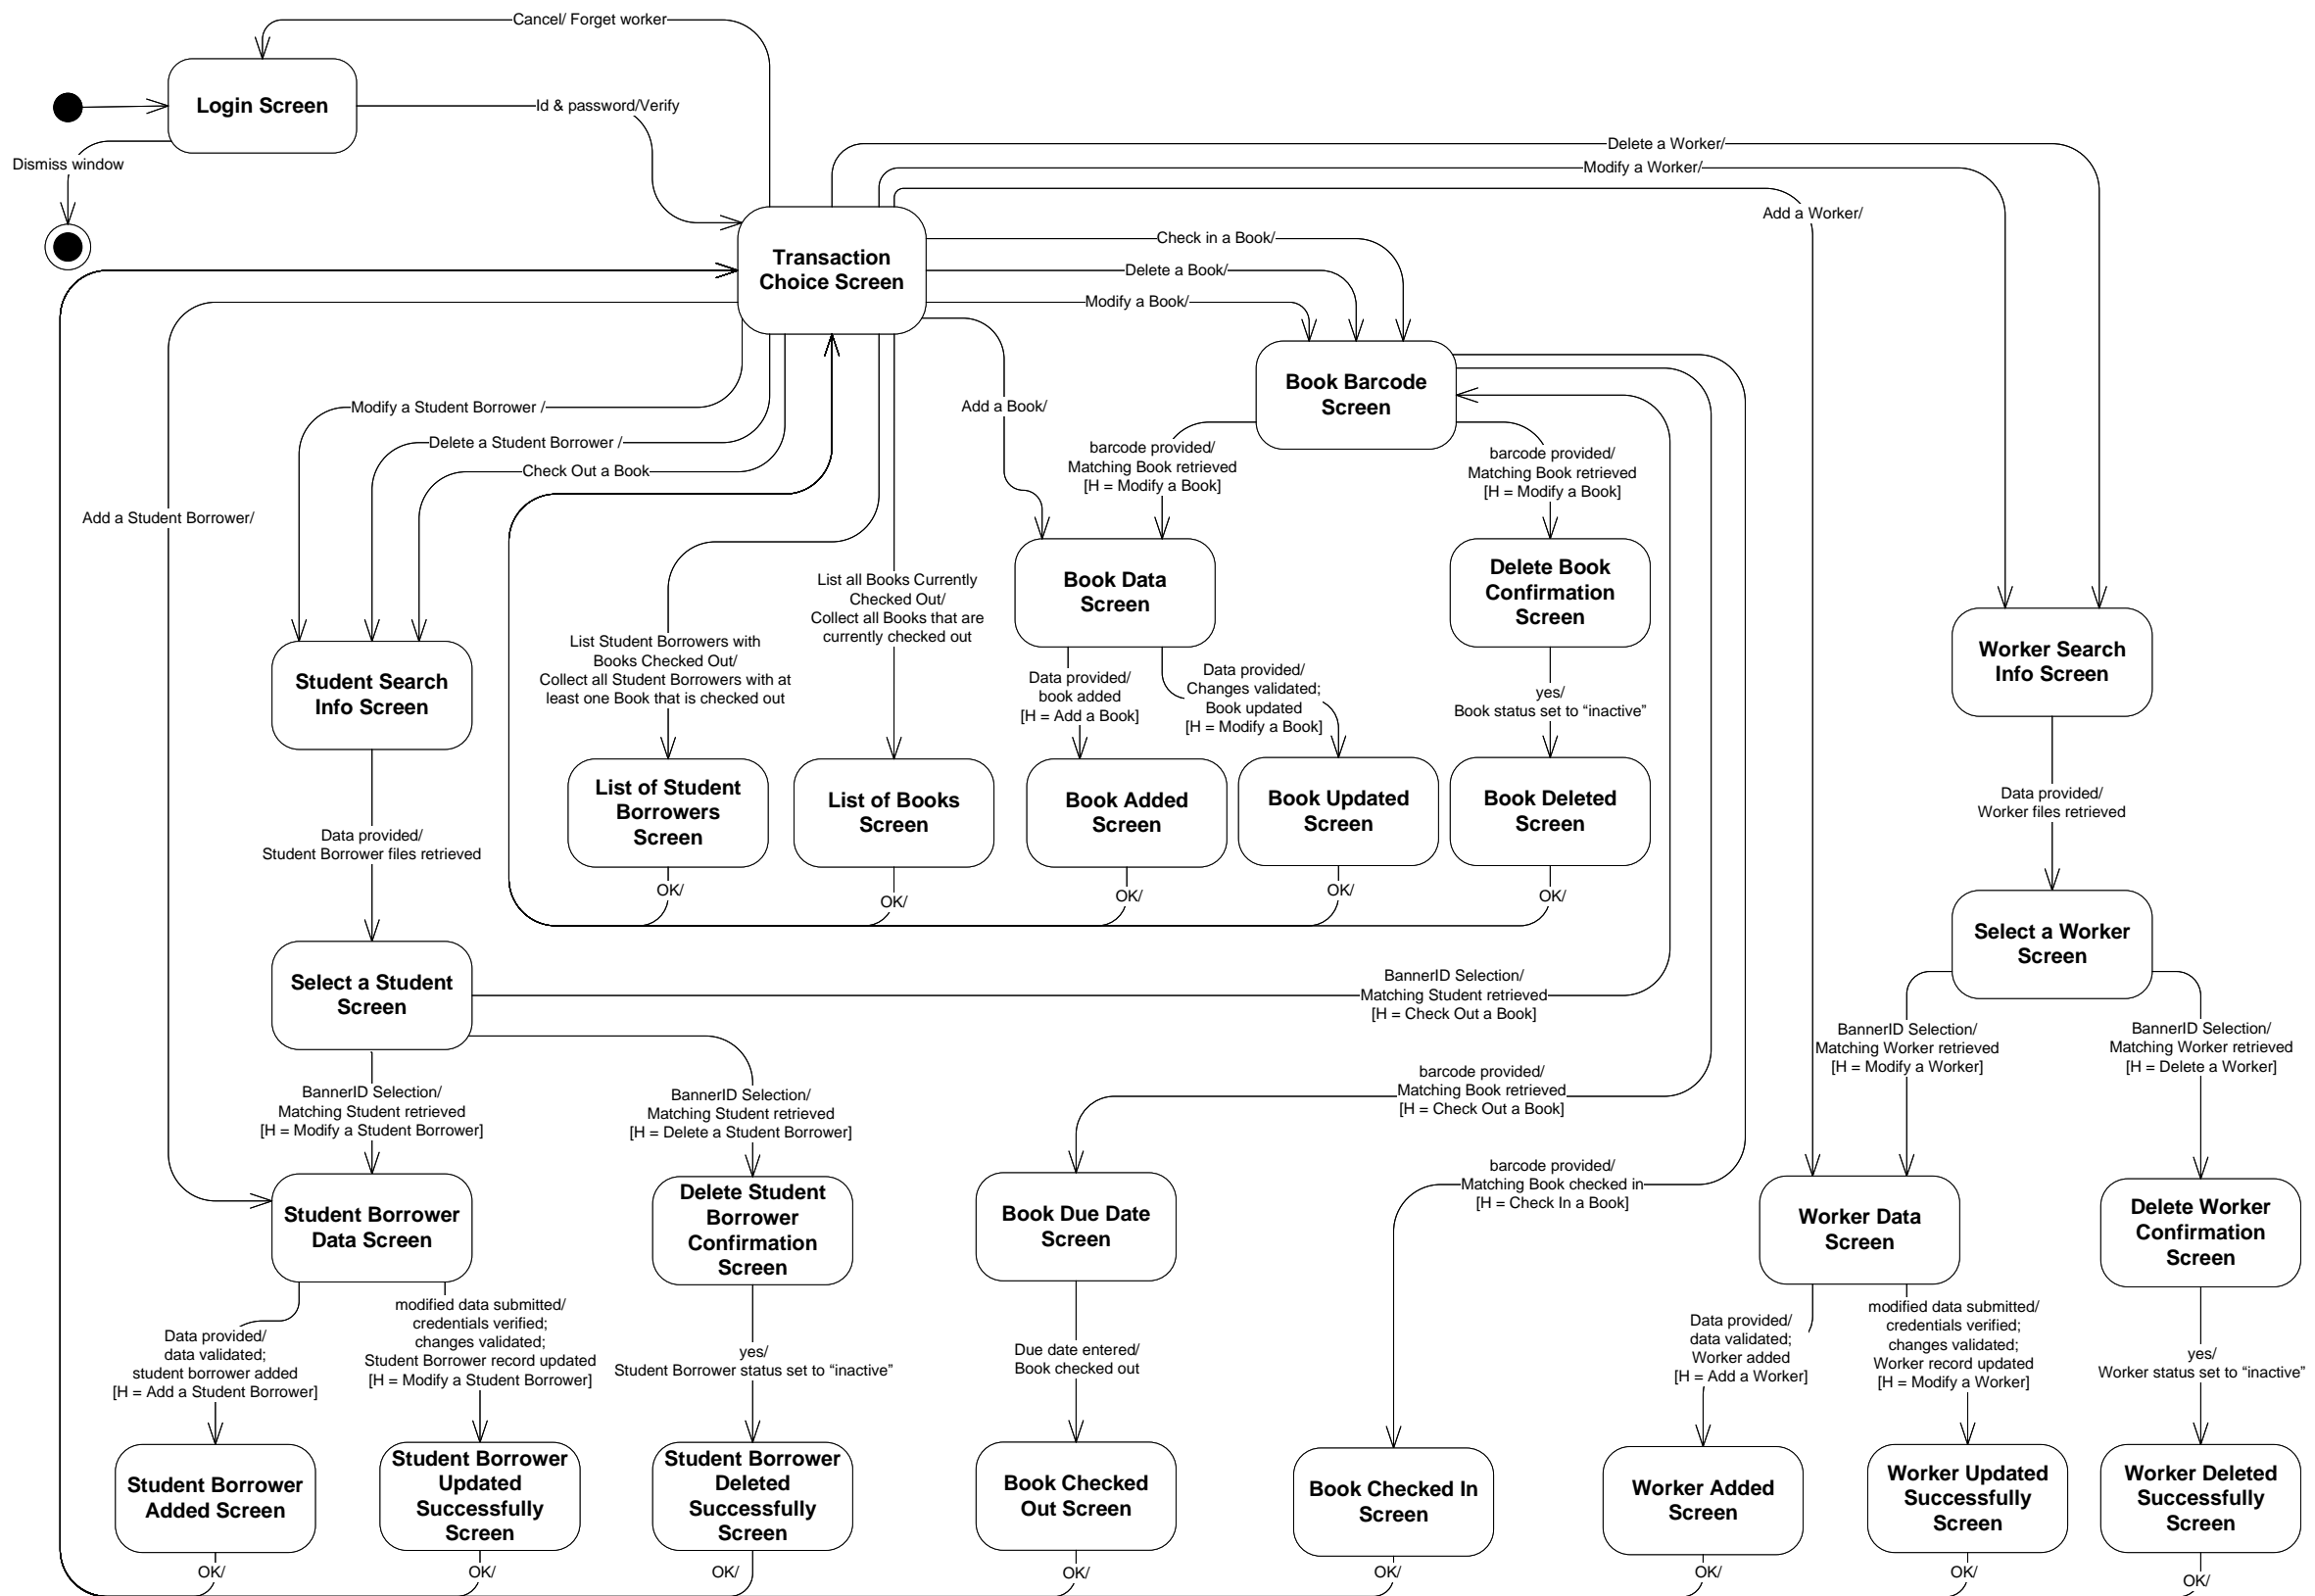 Cancel/ Forget worker
Login Screen
Id & password/Verify
Dismiss window
Delete a Worker/
Modify a Worker/
Add a Worker/
Transaction
Choice Screen
Check in a Book/
Delete a Book/
Modify a Book/
Book Barcode
Screen
Modify a Student Borrower /
Delete a Student Borrower /
Check Out a Book
Add a Book/
barcode provided/
Matching Book retrieved
[H = Modify a Book]
barcode provided/
Matching Book retrieved
[H = Modify a Book]
Add a Student Borrower/
List all Books Currently
Checked Out/
Collect all Books that are
currently checked out
Book Data
Screen
Delete Book
Confirmation
Screen
List Student Borrowers with
Books Checked Out/
Collect all Student Borrowers with at
least one Book that is checked out
Student Search
Info Screen
Data provided/
book added
[H = Add a Book]
Data provided/
Changes validated;
Book updated
[H = Modify a Book]
yes/
Book status set to “inactive”
Worker Search
Info Screen
List of Student
Borrowers
Screen
List of Books
Screen
Book Added
Screen
Book Updated
Screen
Book Deleted
Screen
Data provided/
Worker files retrieved
Data provided/
Student Borrower files retrieved
OK/
OK/
OK/
OK/
OK/
Select a Student
Screen
Select a Worker
Screen
BannerID Selection/
Matching Student retrieved
[H = Check Out a Book]
BannerID Selection/
Matching Worker retrieved
[H = Modify a Worker]
BannerID Selection/
Matching Worker retrieved
[H = Delete a Worker]
BannerID Selection/
Matching Student retrieved
[H = Modify a Student Borrower]
BannerID Selection/
Matching Student retrieved
[H = Delete a Student Borrower]
barcode provided/
Matching Book retrieved
[H = Check Out a Book]
barcode provided/
Matching Book checked in
[H = Check In a Book]
Student Borrower
Data Screen
Delete Student
Borrower
Confirmation
Screen
Book Due Date
Screen
Worker Data
Screen
Delete Worker
Confirmation
Screen
Data provided/
data validated;
student borrower added
[H = Add a Student Borrower]
modified data submitted/
credentials verified;
changes validated;
Student Borrower record updated
[H = Modify a Student Borrower]
yes/
Student Borrower status set to “inactive”
Due date entered/
Book checked out
Data provided/
data validated;
Worker added
[H = Add a Worker]
modified data submitted/
credentials verified;
changes validated;
Worker record updated
[H = Modify a Worker]
yes/
Worker status set to “inactive”
Student Borrower
Added Screen
Student Borrower
Updated
Successfully
Screen
Student Borrower
Deleted
Successfully
Screen
Book Checked
Out Screen
Book Checked In
Screen
Worker Added
Screen
Worker Updated
Successfully
Screen
Worker Deleted
Successfully
Screen
OK/
OK/
OK/
OK/
OK/
OK/
OK/
OK/